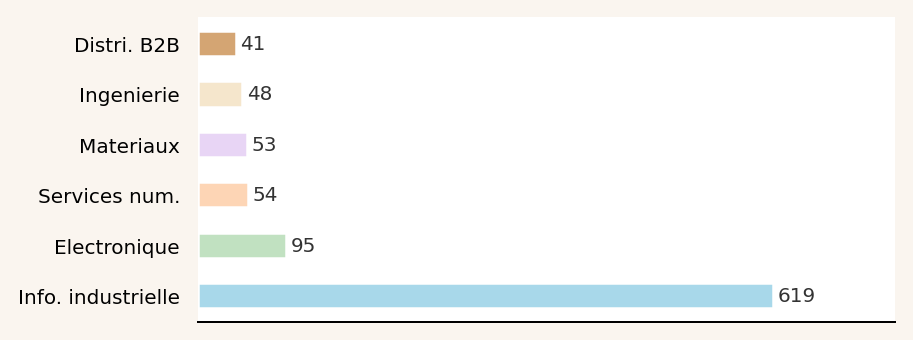 Distri. B2B 41
Ingenierie 48
Materiaux 53
Services num. 54
Electronique 95
Info. industrielle 619